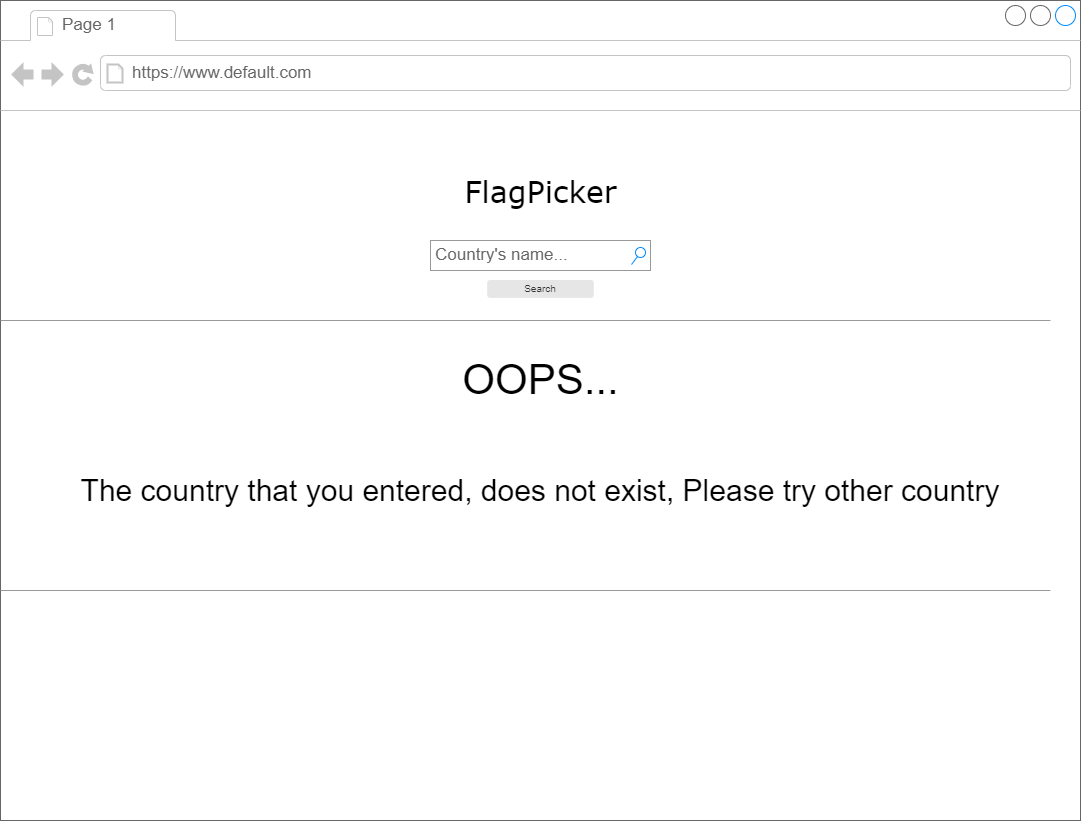 Page 1
https://www.default.com
FlagPicker
Country's name...
Search
OOPS...
The country that you entered, does not exist, Please try other country